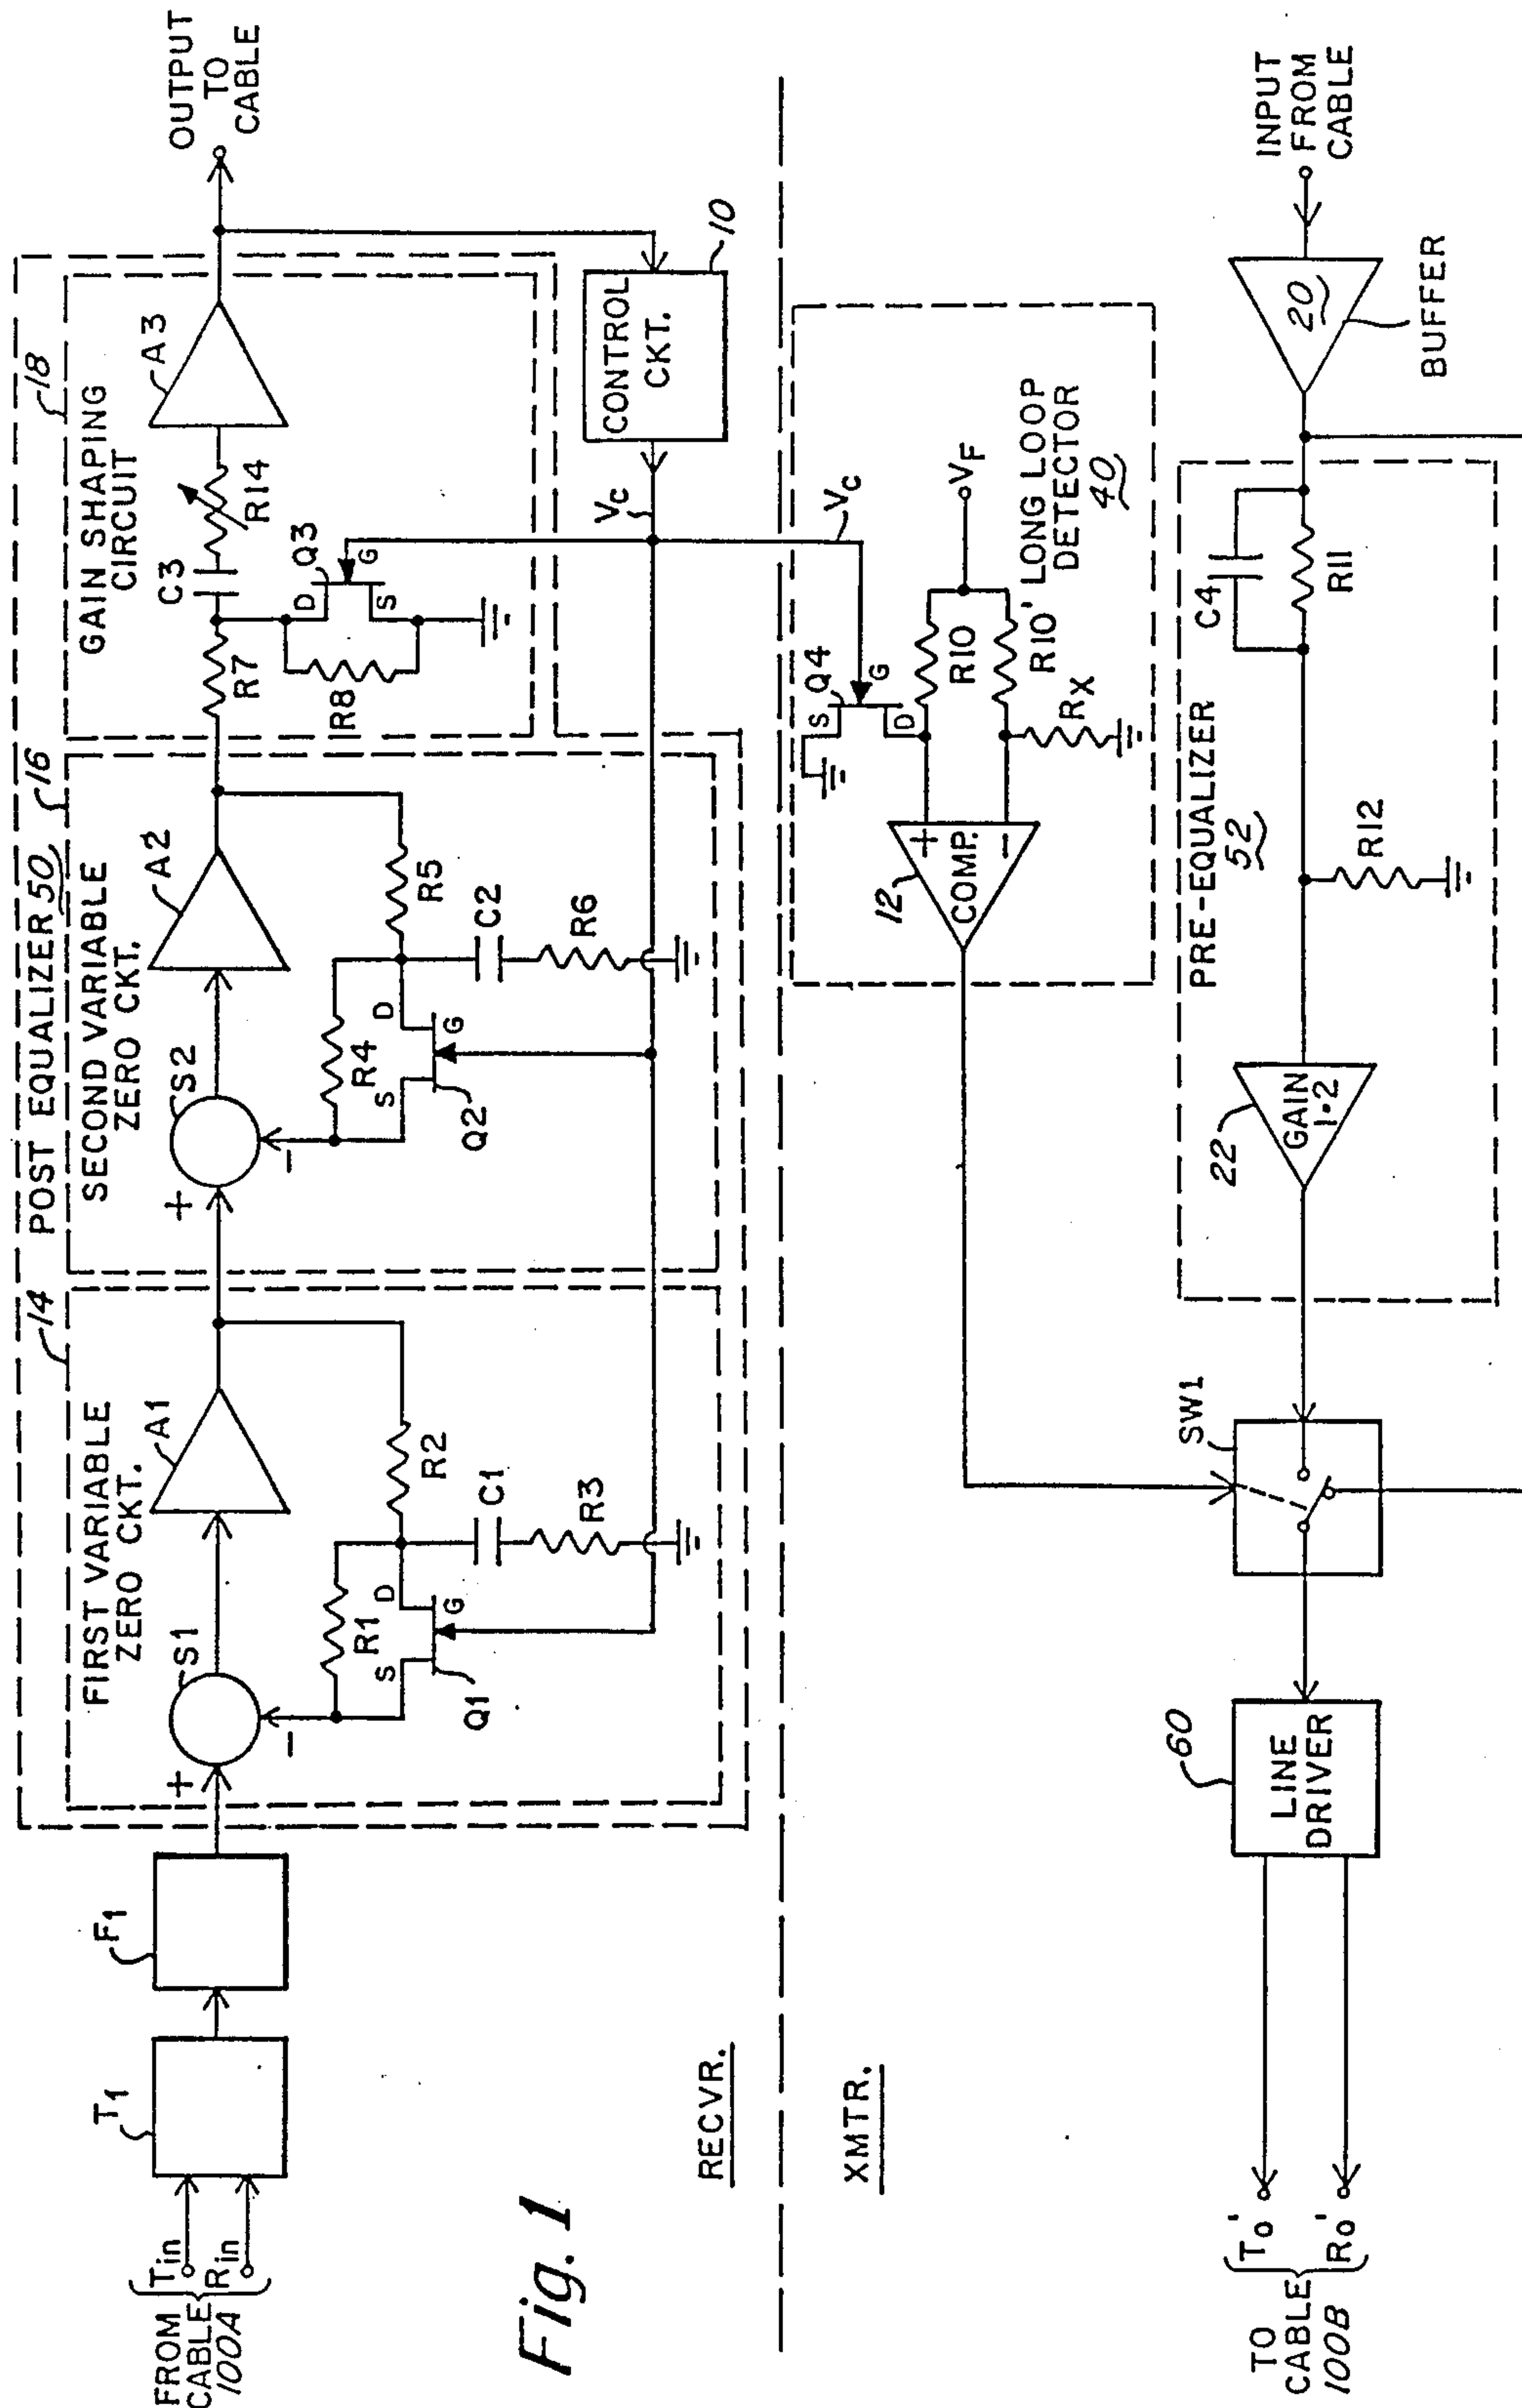 FROM
CABLE
100A
Tin
Rin
T1
F1
POST EQUALIZER 50
14
FIRST VARIABLE
ZERO CKT.
S1
+
−
A1
R1
R2
C1
R3
S
D
G
Q1
16
SECOND VARIABLE
ZERO CKT.
S2
+
−
A2
R4
R5
C2
R6
S
D
G
Q2
18
GAIN SHAPING
CIRCUIT
R7
C3
R14
A3
R8
Q3
D
G
S
OUTPUT
TO
CABLE
CONTROL
CKT.
10
VC
Fig. 1
RECVR.
XMTR.
VC
Q4
S
G
D
R10
R10'
VF
RX
LONG LOOP
DETECTOR
40
12
COMP.
+
−
PRE-EQUALIZER
52
C4
R11
R12
22
GAIN
1.2
20
BUFFER
INPUT
FROM
CABLE
SW1
60
LINE
DRIVER
TO
CABLE
100B
To'
Ro'